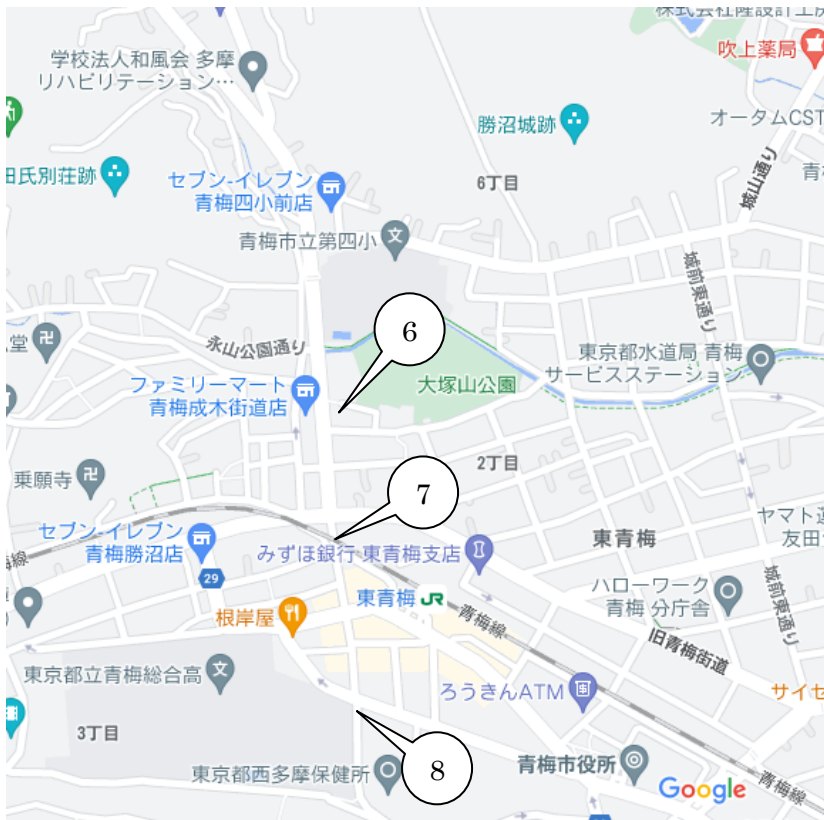 株式会社隆設計工房
吹上薬局
学校法人和風会 多摩
リハビリテーション…
オータムCST
勝沼城跡
田氏別荘跡
セブン-イレブン
青梅四小前店
6丁目
城山通り
青梅市立第四小
城前東通り
6
永山公園通り
東京都水道局 青梅
サービスステーション
ファミリーマート
青梅成木街道店
大塚山公園
2丁目
乗願寺
7
ヤマト運
友田
セブン-イレブン
青梅勝沼店
みずほ銀行 東青梅支店
東青梅
29
ハローワーク
青梅 分庁舎
城前東通り
東青梅 JR
根岸屋
青梅線
旧青梅街道
東京都立青梅総合高
ろうきんATM
サイゼ
3丁目
8
東京都西多摩保健所
青梅市役所
Google
青梅線